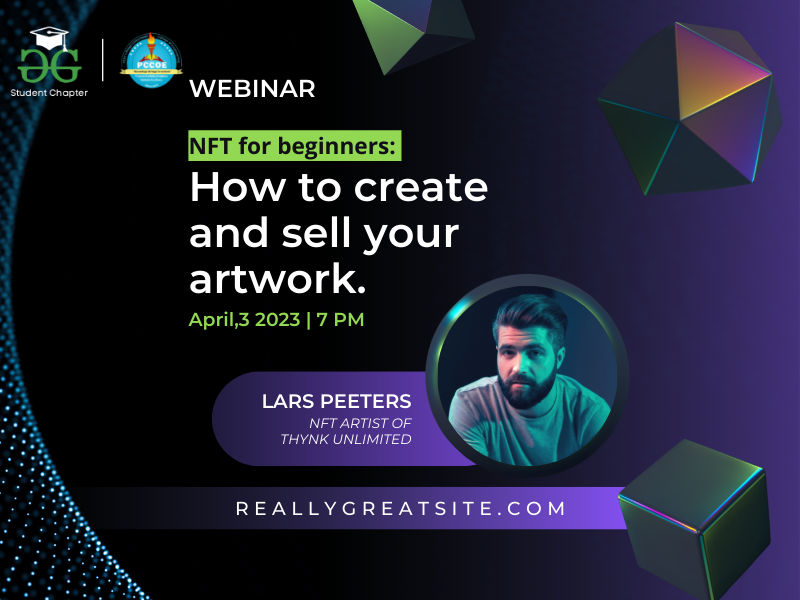 Student Chapter
PCCOE
WEBINAR
NFT for beginners:
How to create
and sell your
artwork.
April,3 2023 | 7 PM
LARS PEETERS
NFT ARTIST OF
THYNK UNLIMITED
REALLYGREATSITE.COM